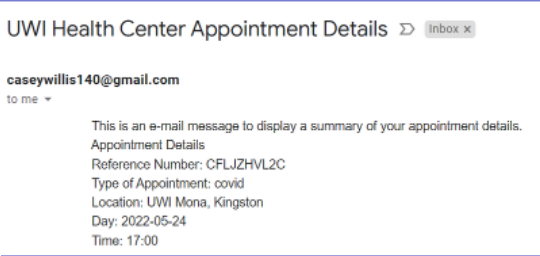 UWI Health Center Appointment Details Inbox x
caseywillis140@gmail.com
to me
This is an e-mail message to display a summary of your appointment details.
Appointment Details
Reference Number: CFLJZHVL2C
Type of Appointment: covid
Location: UWI Mona, Kingston
Day: 2022-05-24
Time: 17:00